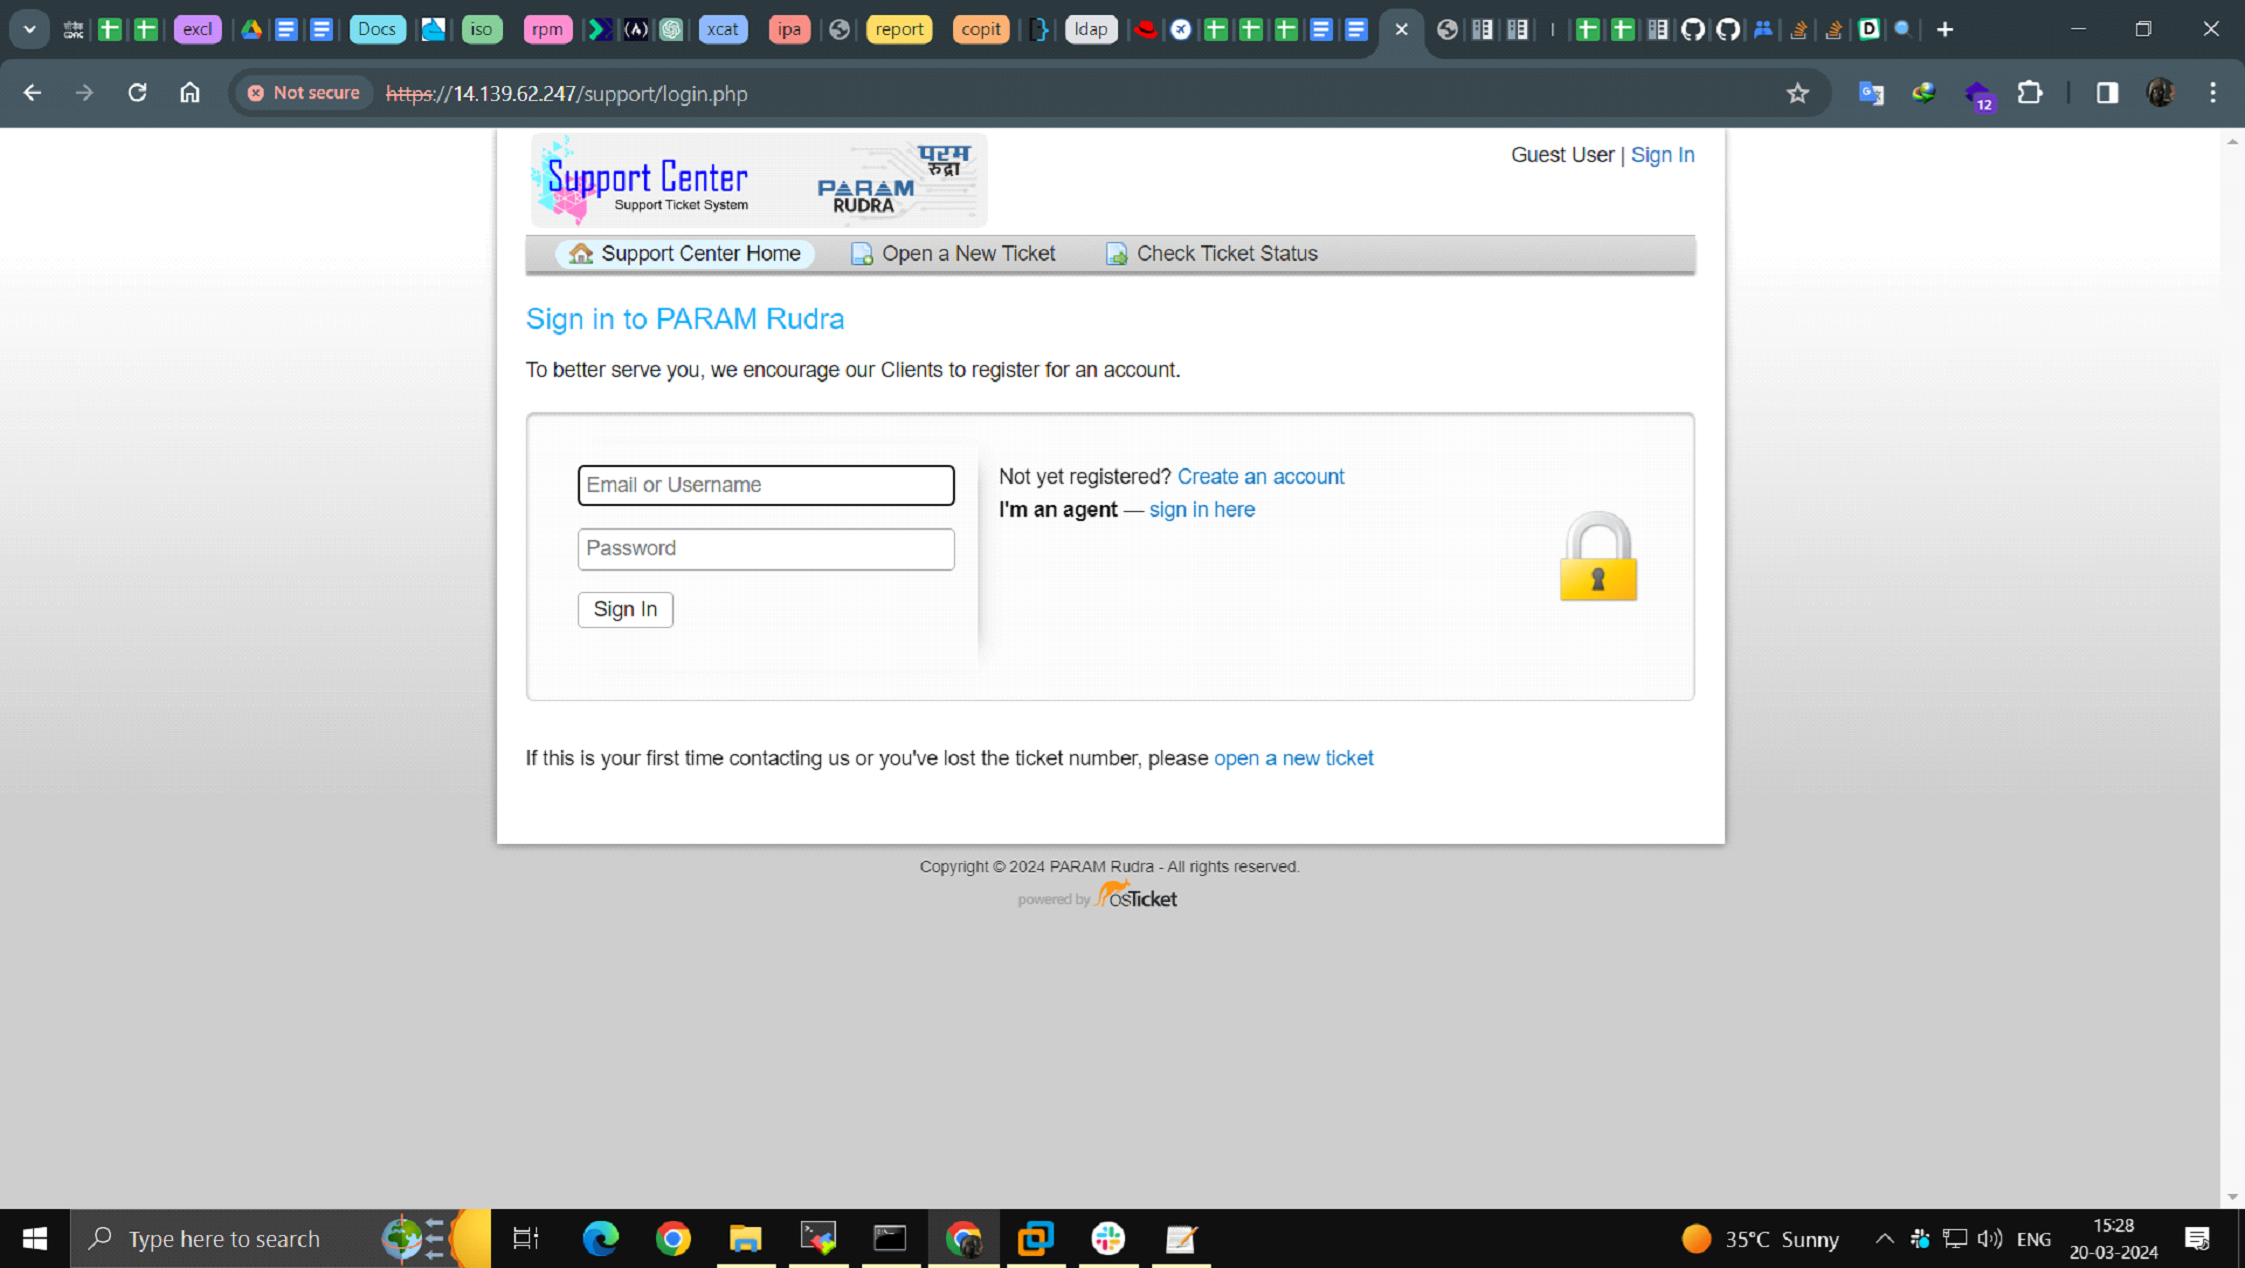 excl
Docs
iso
rpm
xcat
ipa
report
copit
ldap
Not secure
https://14.139.62.247/support/login.php
12
Support Center
Support Ticket System
परम
रुद्रा
PARAM
RUDRA
Guest User | Sign In
Support Center Home
Open a New Ticket
Check Ticket Status
Sign in to PARAM Rudra
To better serve you, we encourage our Clients to register for an account.
Email or Username
Password
Sign In
Not yet registered? Create an account
I'm an agent — sign in here
If this is your first time contacting us or you've lost the ticket number, please open a new ticket
Copyright © 2024 PARAM Rudra - All rights reserved.
powered by osTicket
Type here to search
35°C Sunny
ENG
15:28
20-03-2024